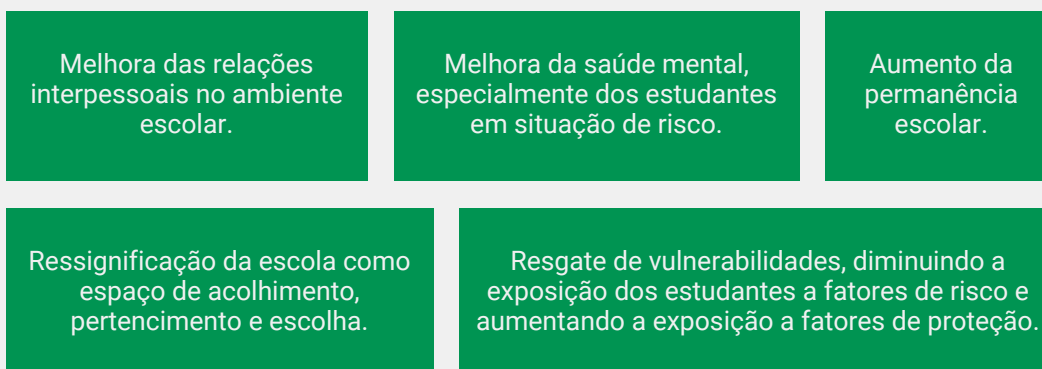 Melhora das relações
interpessoais no ambiente
escolar.
Melhora da saúde mental,
especialmente dos estudantes
em situação de risco.
Aumento da
permanência
escolar.
Ressignificação da escola como
espaço de acolhimento,
pertencimento e escolha.
Resgate de vulnerabilidades, diminuindo a
exposição dos estudantes a fatores de risco e
aumentando a exposição a fatores de proteção.